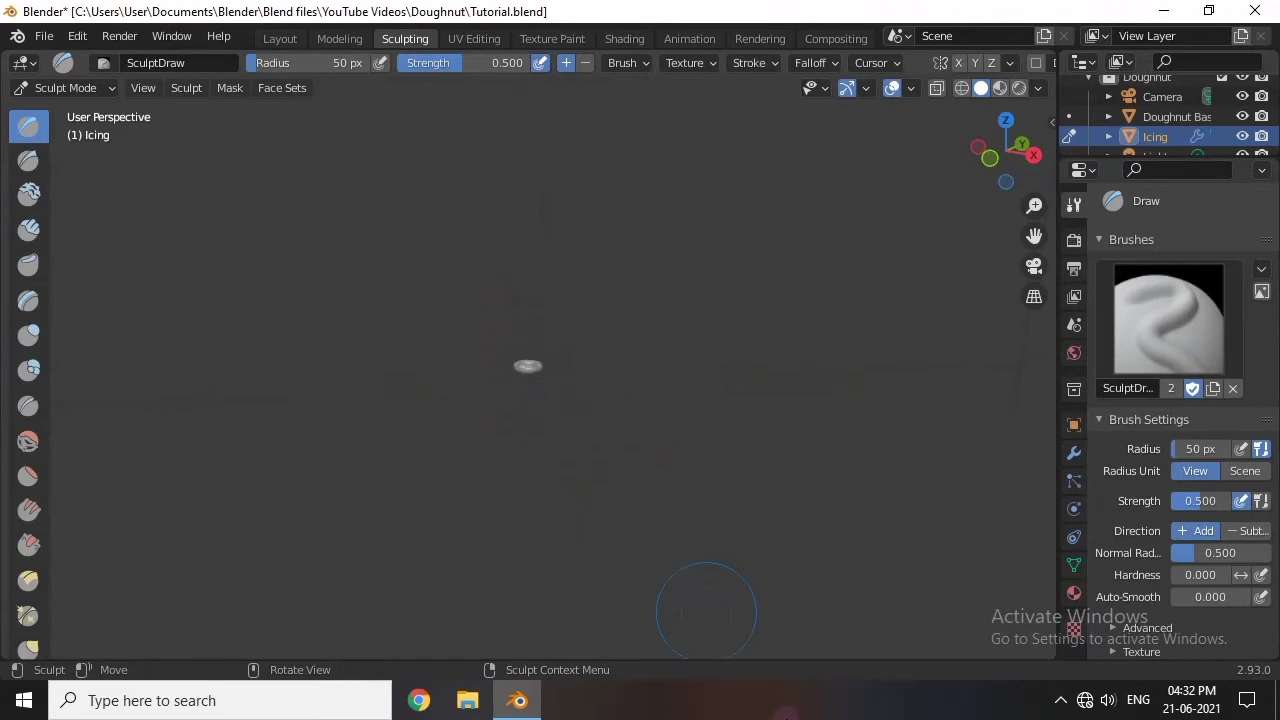 Blender* [C:\Users\User\Documents\Blender\Blend files\YouTube Videos\Doughnut\Tutorial.blend]
File Edit Render Window Help Layout Modeling Sculpting UV Editing Texture Paint Shading Animation Rendering Compositing Scene View Layer
SculptDraw Radius 50 px Strength 0.500 Brush Texture Stroke Falloff Cursor X Y Z
Sculpt Mode View Sculpt Mask Face Sets
User Perspective
(1) Icing
Z
Y
X
Doughnut
Camera
Doughnut Bas
Icing
Draw
Brushes
SculptDr... 2
Brush Settings
Radius 50 px
Radius Unit View Scene
Strength 0.500
Direction + Add − Subt...
Normal Rad... 0.500
Hardness 0.000
Auto-Smooth 0.000
Advanced
Texture
Activate Windows
Go to Settings to activate Windows.
Sculpt Move Rotate View Sculpt Context Menu 2.93.0
Type here to search
ENG
04:32 PM
21-06-2021